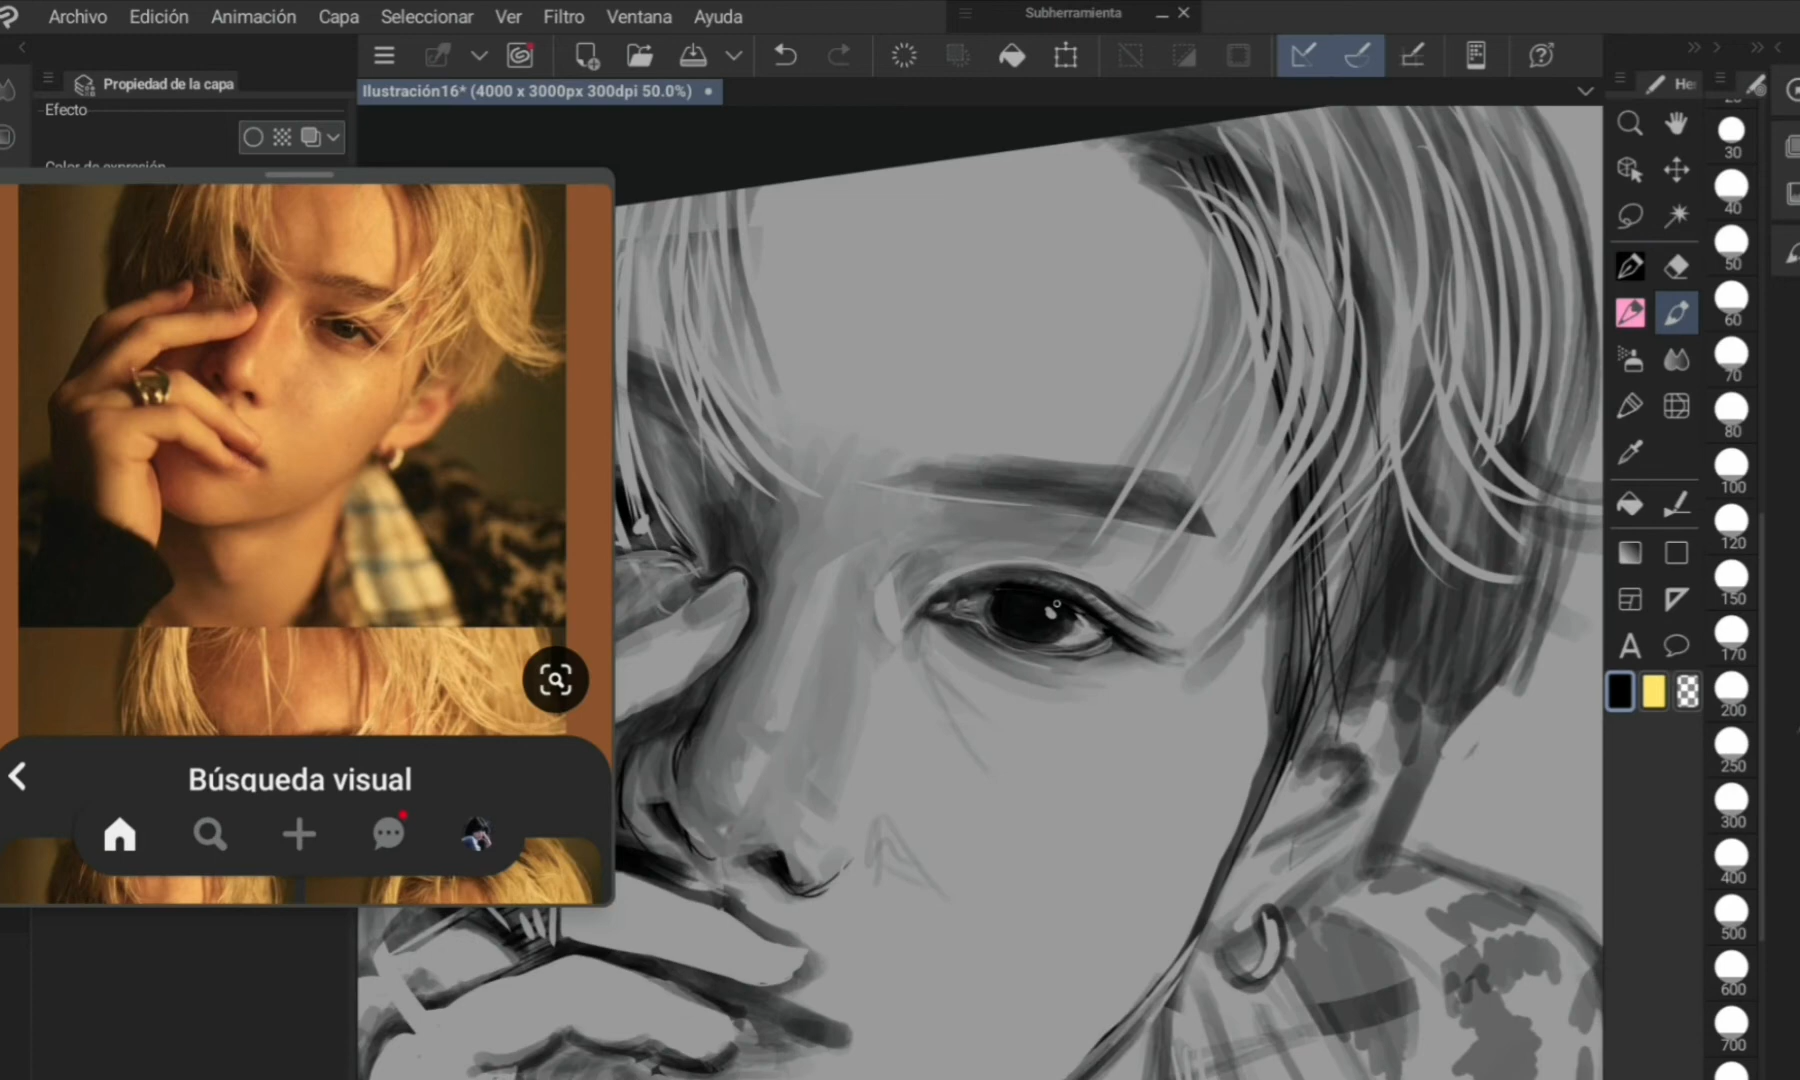 Archivo Edición Animación Capa Seleccionar Ver Filtro Ventana Ayuda
Subherramienta
Propiedad de la capa
Ilustración16* (4000 x 3000px 300dpi 50.0%)
Efecto
Búsqueda visual
30
40
50
60
70
80
100
120
150
170
200
250
300
400
500
600
700